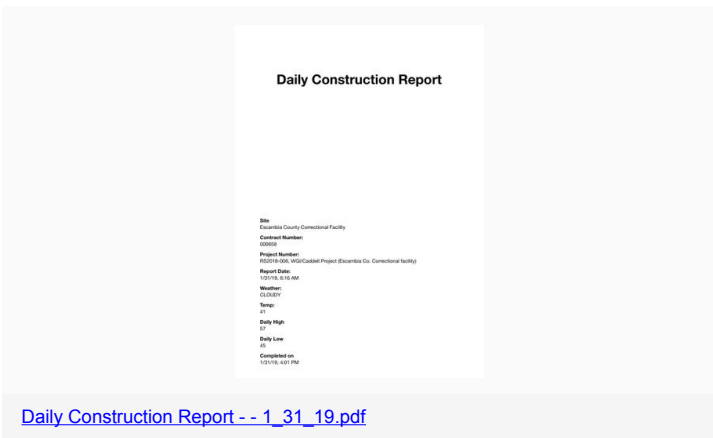 Daily Construction Report
Site
Escambia County Correctional Facility
Contract Number:
000658
Project Number:
RS2018-006, WGI/Caddell Project (Escambia Co. Correctional facility)
Report Date:
1/31/19, 6:16 AM
Weather:
CLOUDY
Temp:
41
Daily High
57
Daily Low
45
Completed on
1/31/19, 4:01 PM
Daily Construction Report - - 1_31_19.pdf